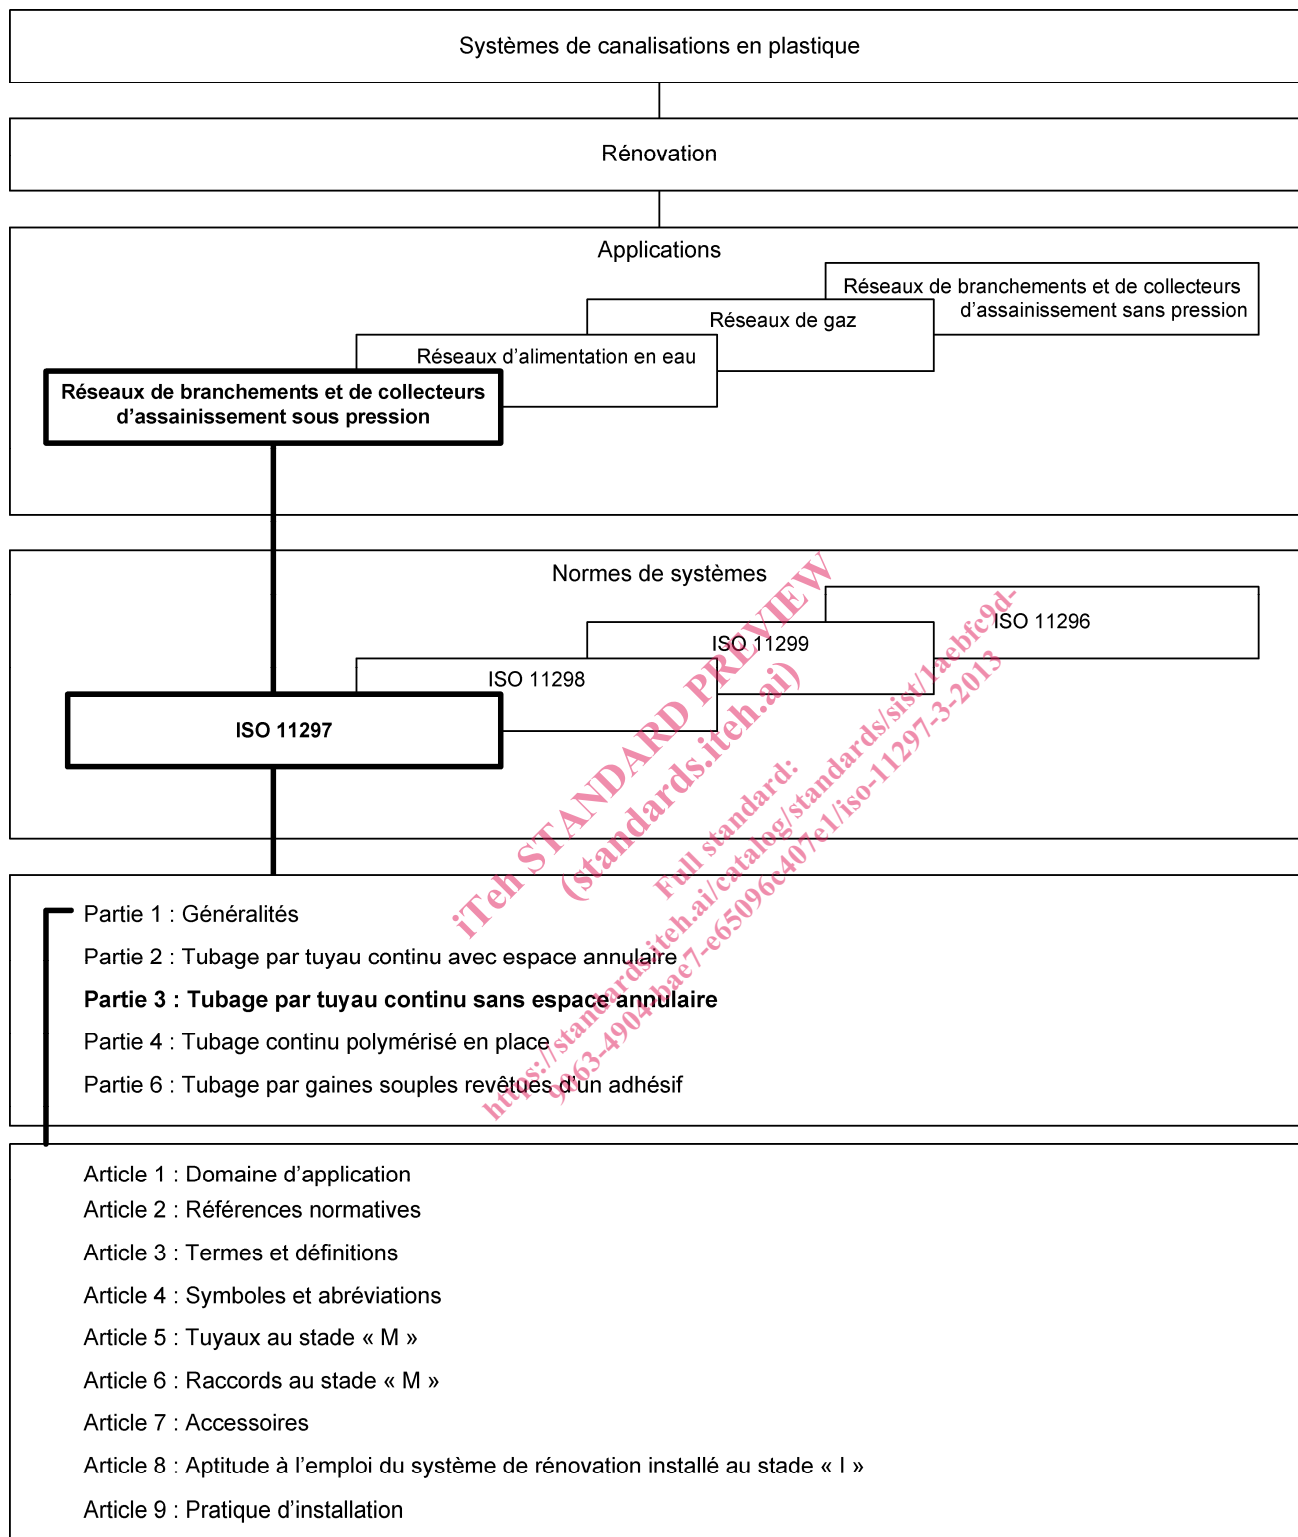 Systèmes de canalisations en plastique
Rénovation
Applications
Réseaux de branchements et de collecteurs
d’assainissement sans pression
Réseaux de gaz
Réseaux d’alimentation en eau
Réseaux de branchements et de collecteurs
d’assainissement sous pression
Normes de systèmes
ISO 11296
ISO 11299
ISO 11298
ISO 11297
Partie 1 : Généralités
Partie 2 : Tubage par tuyau continu avec espace annulaire
Partie 3 : Tubage par tuyau continu sans espace annulaire
Partie 4 : Tubage continu polymérisé en place
Partie 6 : Tubage par gaines souples revêtues d’un adhésif
Article 1 : Domaine d’application
Article 2 : Références normatives
Article 3 : Termes et définitions
Article 4 : Symboles et abréviations
Article 5 : Tuyaux au stade « M »
Article 6 : Raccords au stade « M »
Article 7 : Accessoires
Article 8 : Aptitude à l’emploi du système de rénovation installé au stade « I »
Article 9 : Pratique d’installation
iTeh STANDARD PREVIEW
(standards.iteh.ai)
Full standard:
https://standards.iteh.ai/catalog/standards/sist/1aebfc9d-
9863-4904-bae7-e65096c407e1/iso-11297-3-2013